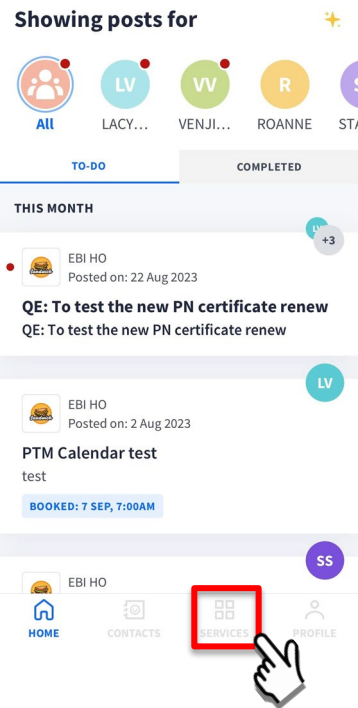 Showing posts for
LV
VV
R
All
LACY...
VENJI...
ROANNE
TO-DO
COMPLETED
THIS MONTH
LV
+3
EBI HO
Posted on: 22 Aug 2023
QE: To test the new PN certificate renew
QE: To test the new PN certificate renew
LV
EBI HO
Posted on: 2 Aug 2023
PTM Calendar test
test
BOOKED: 7 SEP, 7:00AM
SS
EBI HO
HOME
CONTACTS
SERVICES
PROFILE